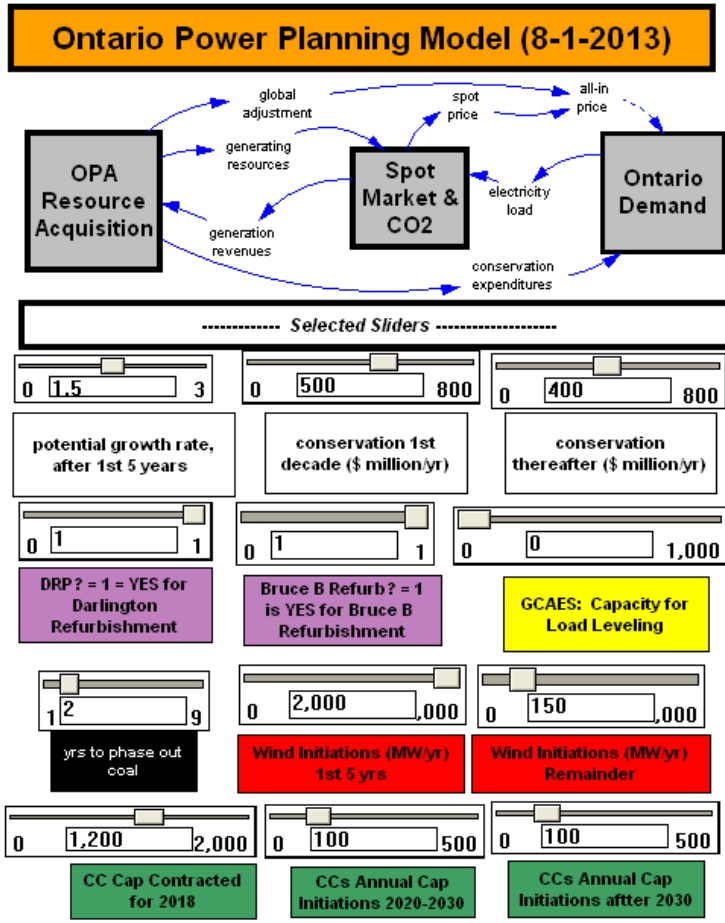 Ontario Power Planning Model (8-1-2013)
global
adjustment
spot
price
all-in
price
generating
resources
OPA
Resource
Acquisition
Spot
Market &
CO2
electricity
load
Ontario
Demand
generation
revenues
conservation
expenditures
------------- Selected Sliders --------------------
0 1.5 3
0 500 800
0 400 800
potential growth rate,
after 1st 5 years
conservation 1st
decade ($ million/yr)
conservation
thereafter ($ million/yr)
0 1 1
0 1 1
0 0 1,000
DRP? = 1 = YES for
Darlington
Refurbishment
Bruce B Refurb? = 1
is YES for Bruce B
Refurbishment
GCAES: Capacity for
Load Leveling
1 2 9
0 2,000 ,000
0 150 ,000
yrs to phase out
coal
Wind Initiations (MW/yr)
1st 5 yrs
Wind Initiations (MW/yr)
Remainder
0 1,200 2,000
0 100 500
0 100 500
CC Cap Contracted
for 2018
CCs Annual Cap
Initiations 2020-2030
CCs Annual Cap
Initiations aftter 2030